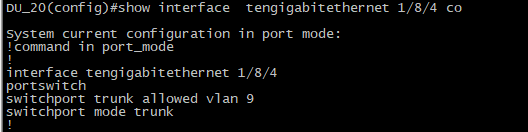 DU_20(config)#show interface  tengigabitethernet 1/8/4 co
System current configuration in port mode:
!command in port_mode
!
interface tengigabitethernet 1/8/4
portswitch
switchport trunk allowed vlan 9
switchport mode trunk
!